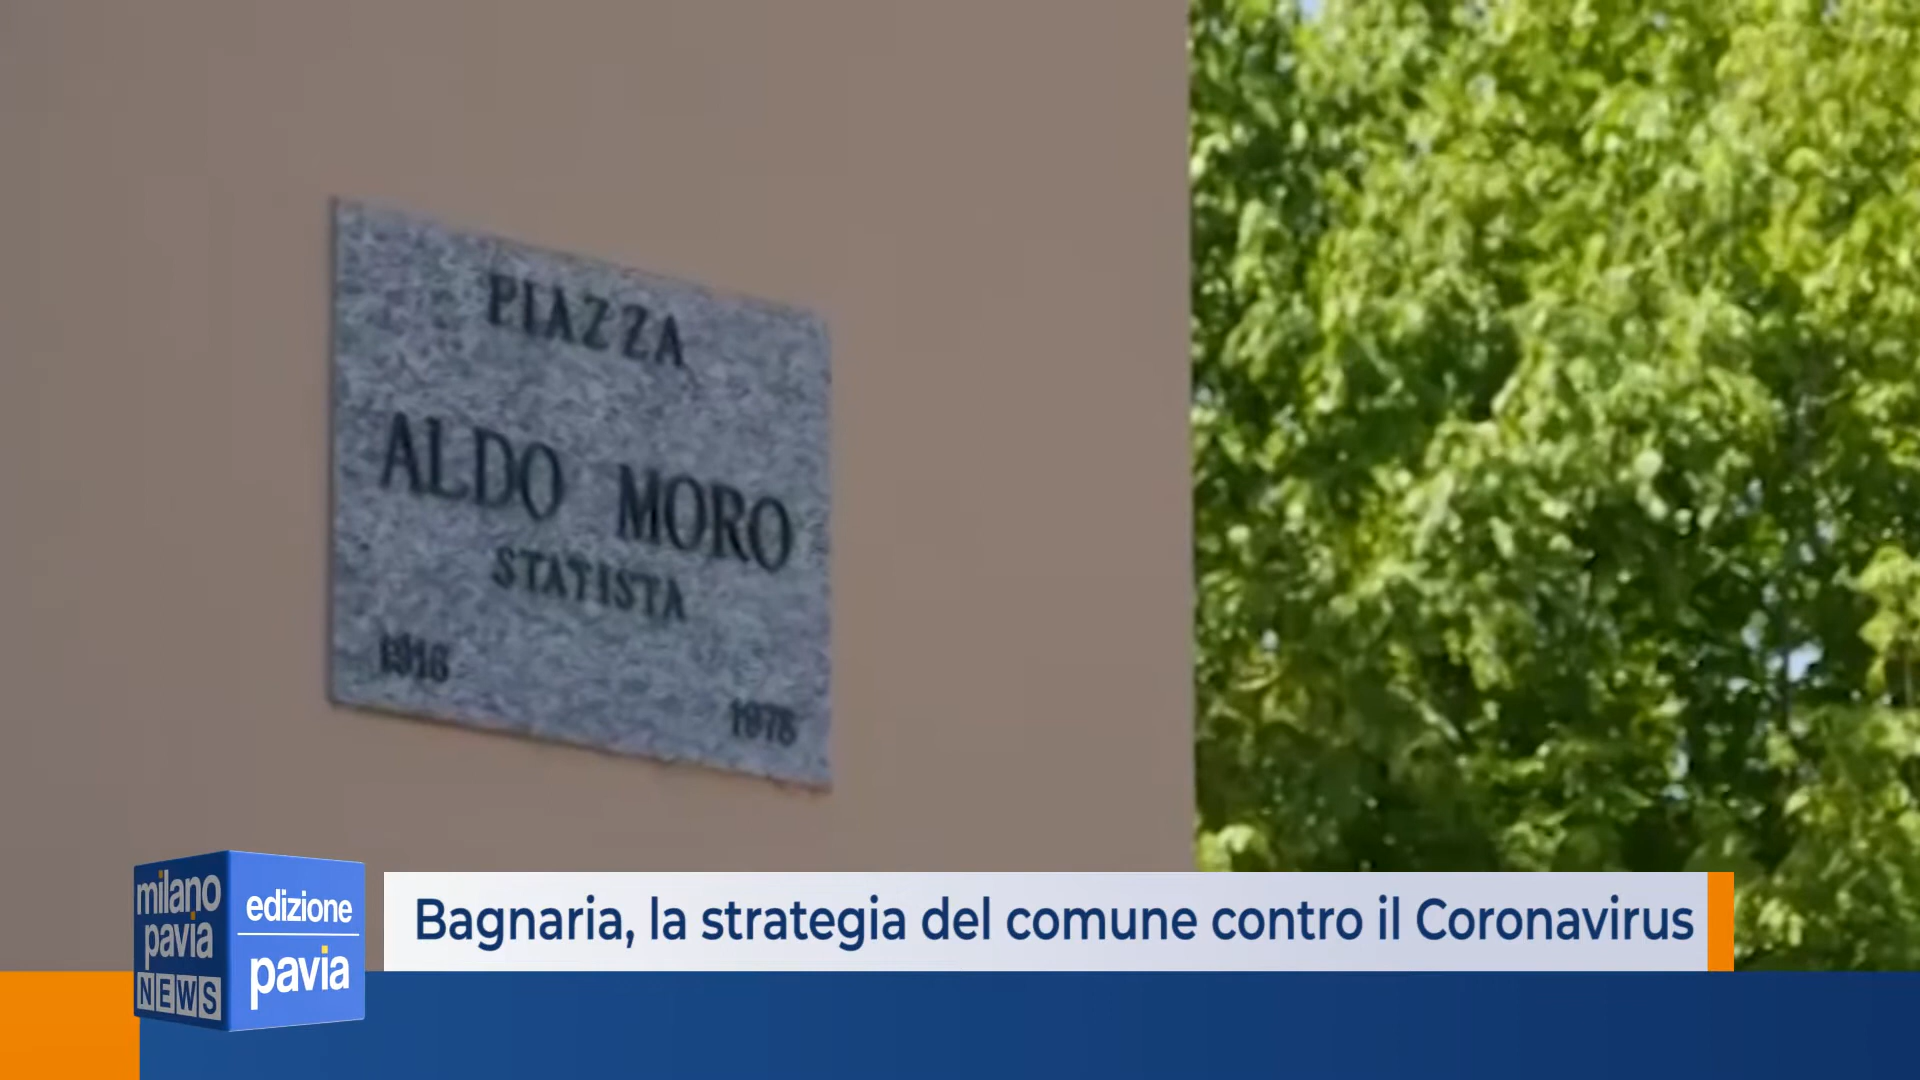 PIAZZA
ALDO MORO
STATISTA
1916
1978
milano
pavia
NEWS
edizione
pavia
Bagnaria, la strategia del comune contro il Coronavirus